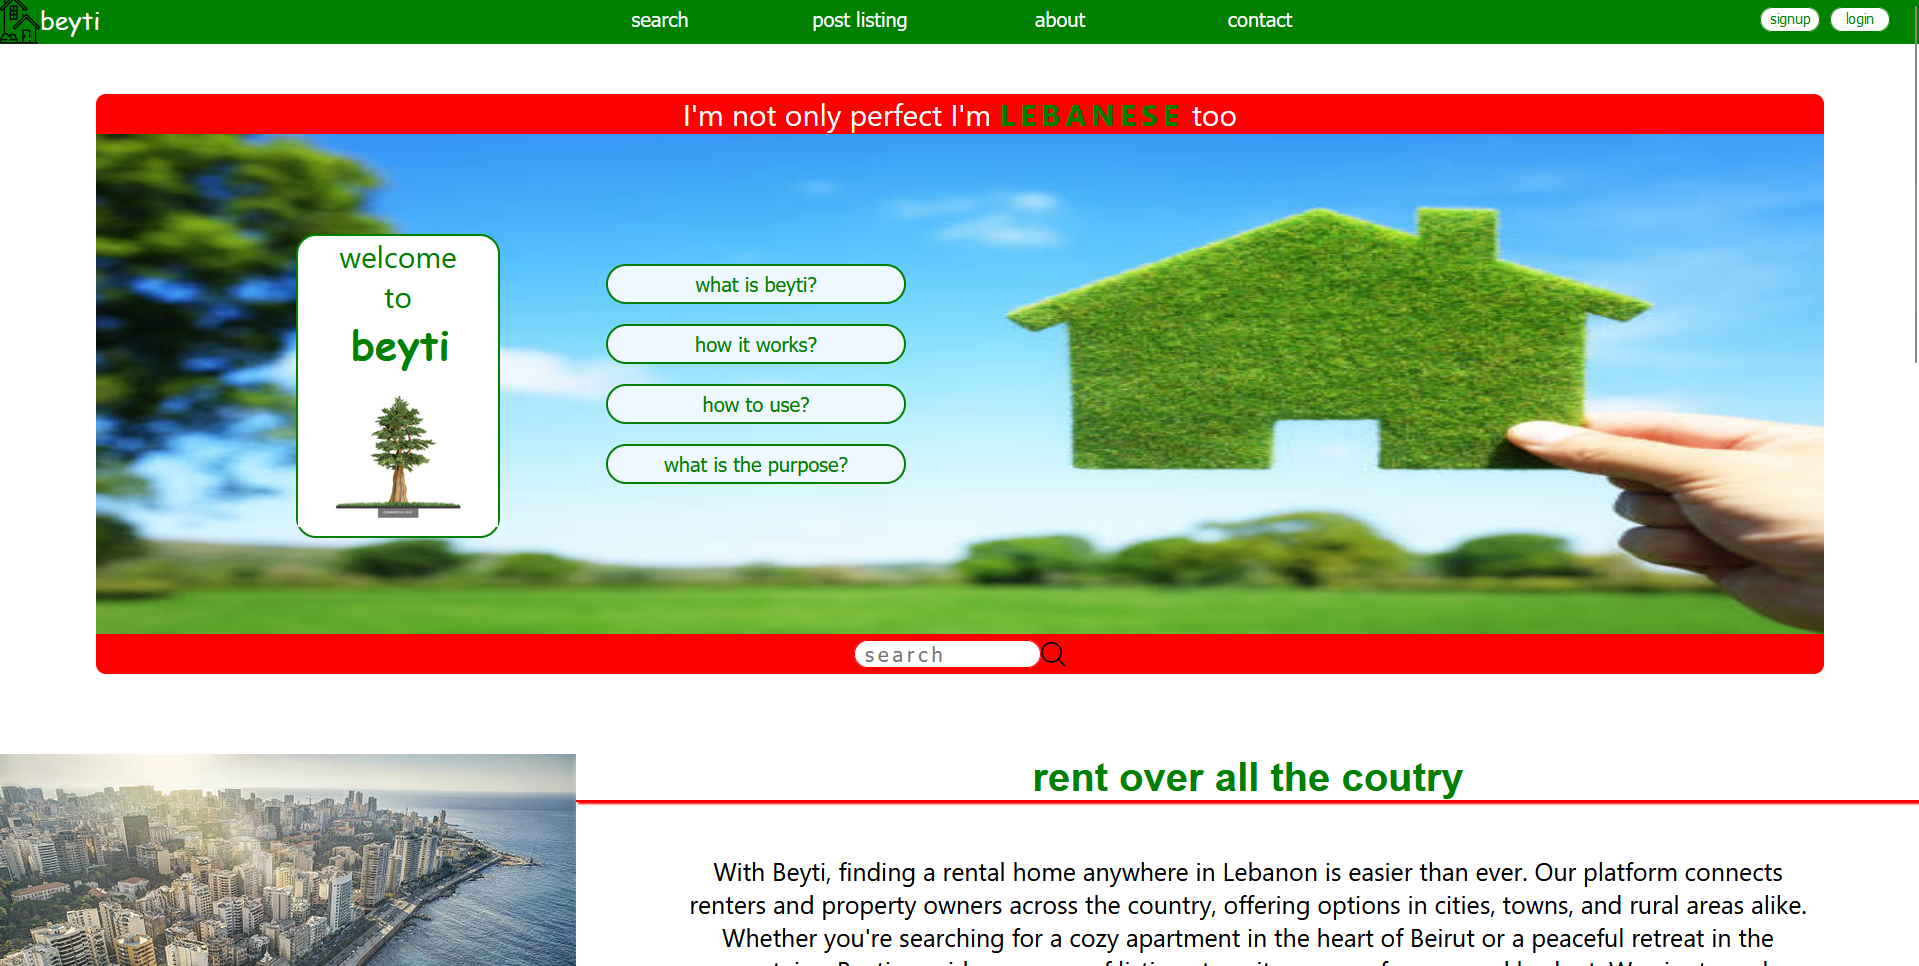 beyti
search
post listing
about
contact
signup
login
I'm not only perfect I'm LEBANESE too
welcome
to
beyti
what is beyti?
how it works?
how to use?
what is the purpose?
search
rent over all the coutry
With Beyti, finding a rental home anywhere in Lebanon is easier than ever. Our platform connects
renters and property owners across the country, offering options in cities, towns, and rural areas alike.
Whether you're searching for a cozy apartment in the heart of Beirut or a peaceful retreat in the